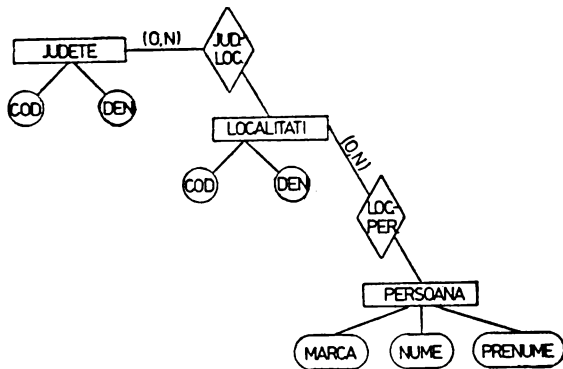 JUDETE
(0,N)
JUD-
LOC.
COD
DEN
LOCALITATI
(0,N)
COD
DEN
LOC-
PER.
PERSOANA
MARCA
NUME
PRENUME